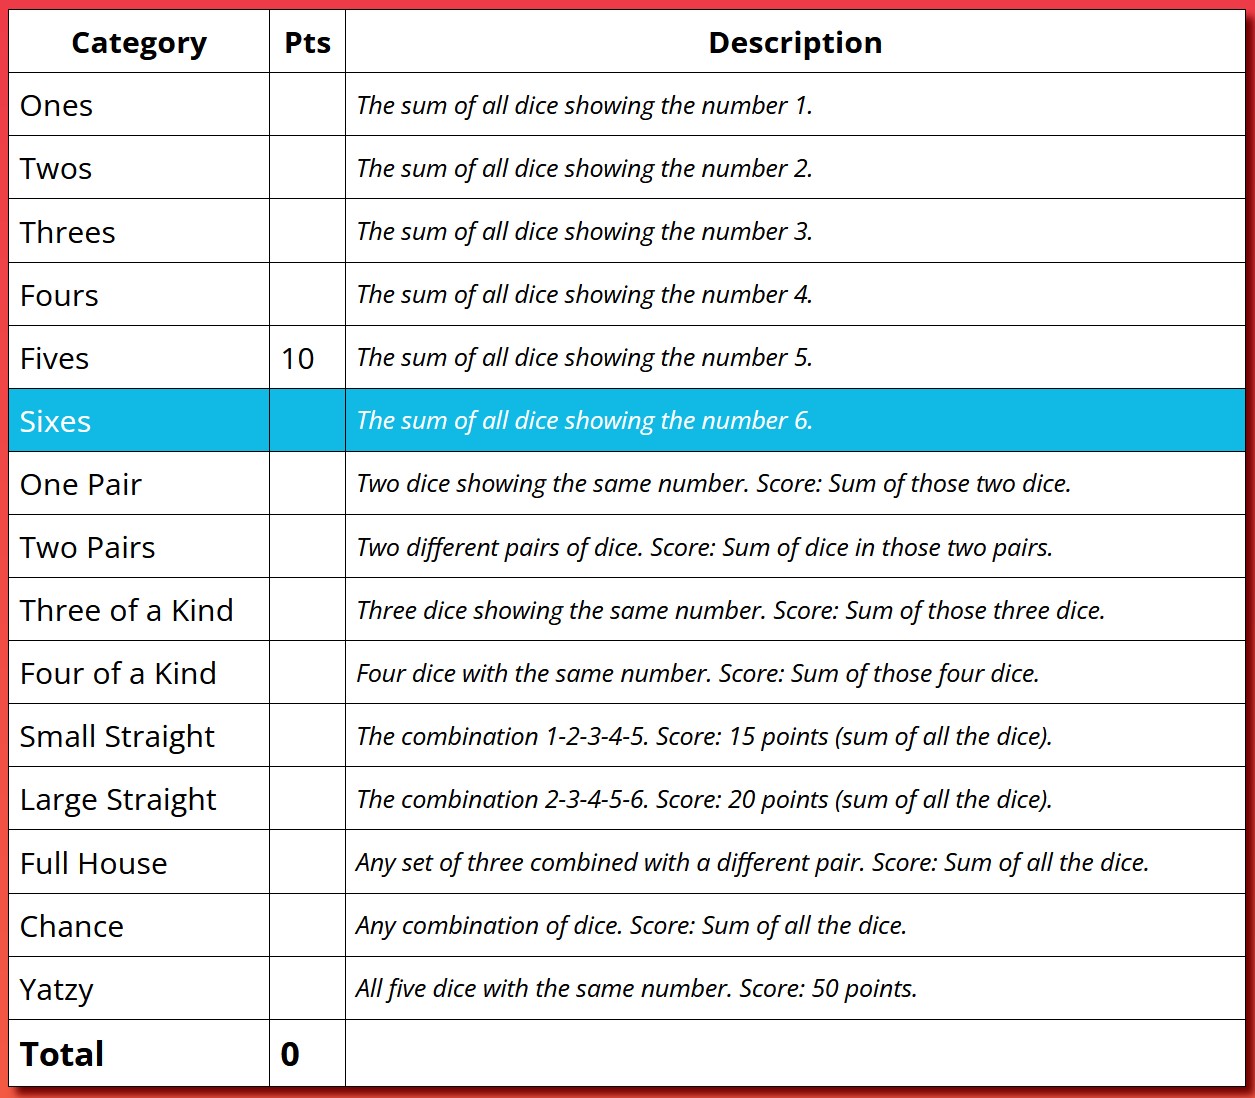 Category Pts Description
Ones The sum of all dice showing the number 1.
Twos The sum of all dice showing the number 2.
Threes The sum of all dice showing the number 3.
Fours The sum of all dice showing the number 4.
Fives 10 The sum of all dice showing the number 5.
Sixes The sum of all dice showing the number 6.
One Pair Two dice showing the same number. Score: Sum of those two dice.
Two Pairs Two different pairs of dice. Score: Sum of dice in those two pairs.
Three of a Kind Three dice showing the same number. Score: Sum of those three dice.
Four of a Kind Four dice with the same number. Score: Sum of those four dice.
Small Straight The combination 1-2-3-4-5. Score: 15 points (sum of all the dice).
Large Straight The combination 2-3-4-5-6. Score: 20 points (sum of all the dice).
Full House Any set of three combined with a different pair. Score: Sum of all the dice.
Chance Any combination of dice. Score: Sum of all the dice.
Yatzy All five dice with the same number. Score: 50 points.
Total 0